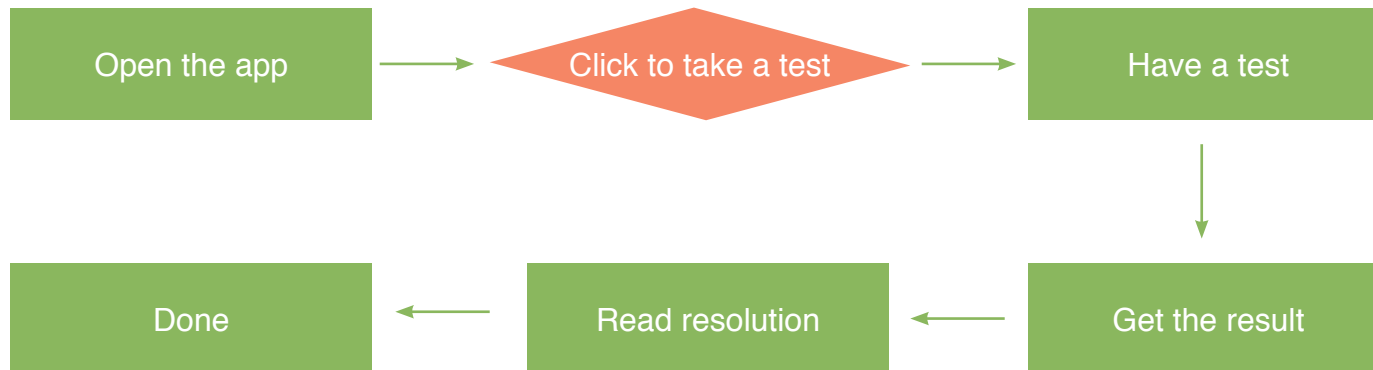 Open the app
Click to take a test
Have a test
Get the result
Read resolution
Done